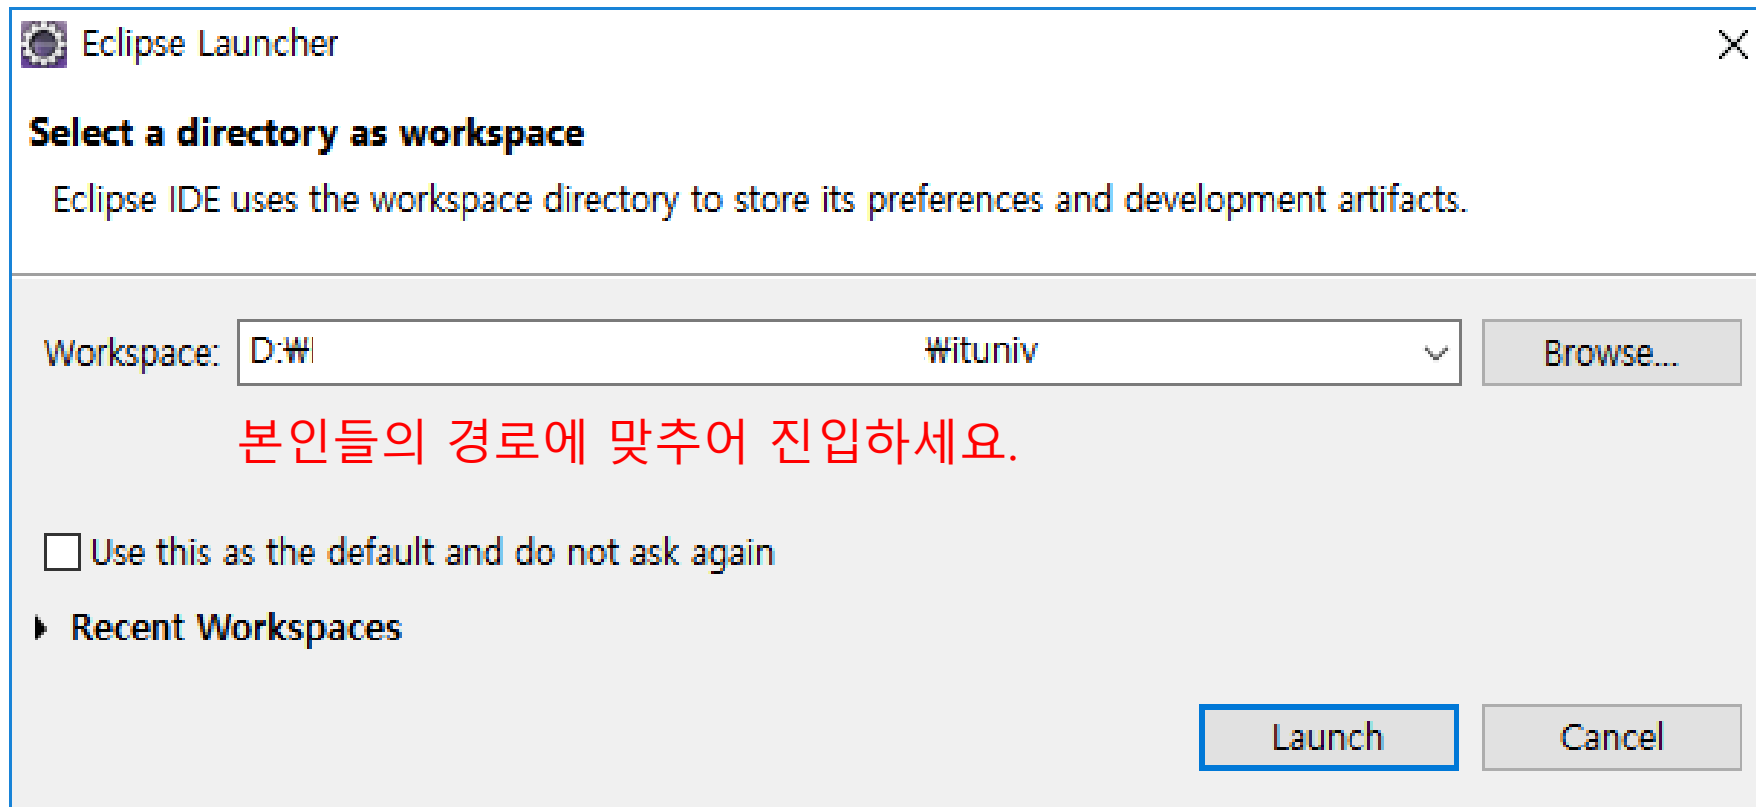 Eclipse Launcher
Select a directory as workspace
Eclipse IDE uses the workspace directory to store its preferences and development artifacts.
Workspace: D:₩ ₩ituniv Browse...
본인들의 경로에 맞추어 진입하세요.
Use this as the default and do not ask again
Recent Workspaces
Launch Cancel